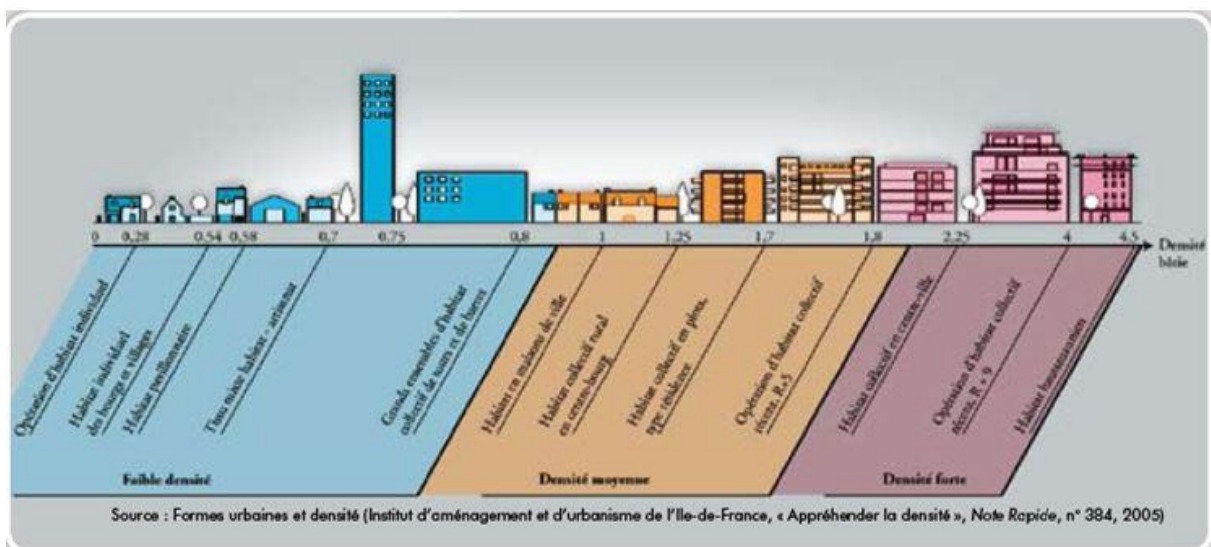 0 0,28 0,54 0,58 0,7 0,75 0,8 1 1,25 1,7 1,8 2,25 4 4,5
Densité
bâtie
Opération d'habitat individuel
Habitat individuel
des bourgs et villages
Habitat pavillonnaire
Tissu mixte habitat - artisanat
Grands ensembles d'habitat
collectif de tours et de barres
Habitat en maisons de ville
Habitat collectif rural
en centre-bourg
Habitat collectif en plots,
type résidence
Opération d'habitat collectif
récent, R+5
Habitat collectif en centre-ville
Opération d'habitat collectif
récent, R + 9
Habitat haussmannien
Faible densité
Densité moyenne
Densité forte
Source : Formes urbaines et densité (Institut d'aménagement et d'urbanisme de l'Ile-de-France, « Appréhender la densité », Note Rapide, n° 384, 2005)